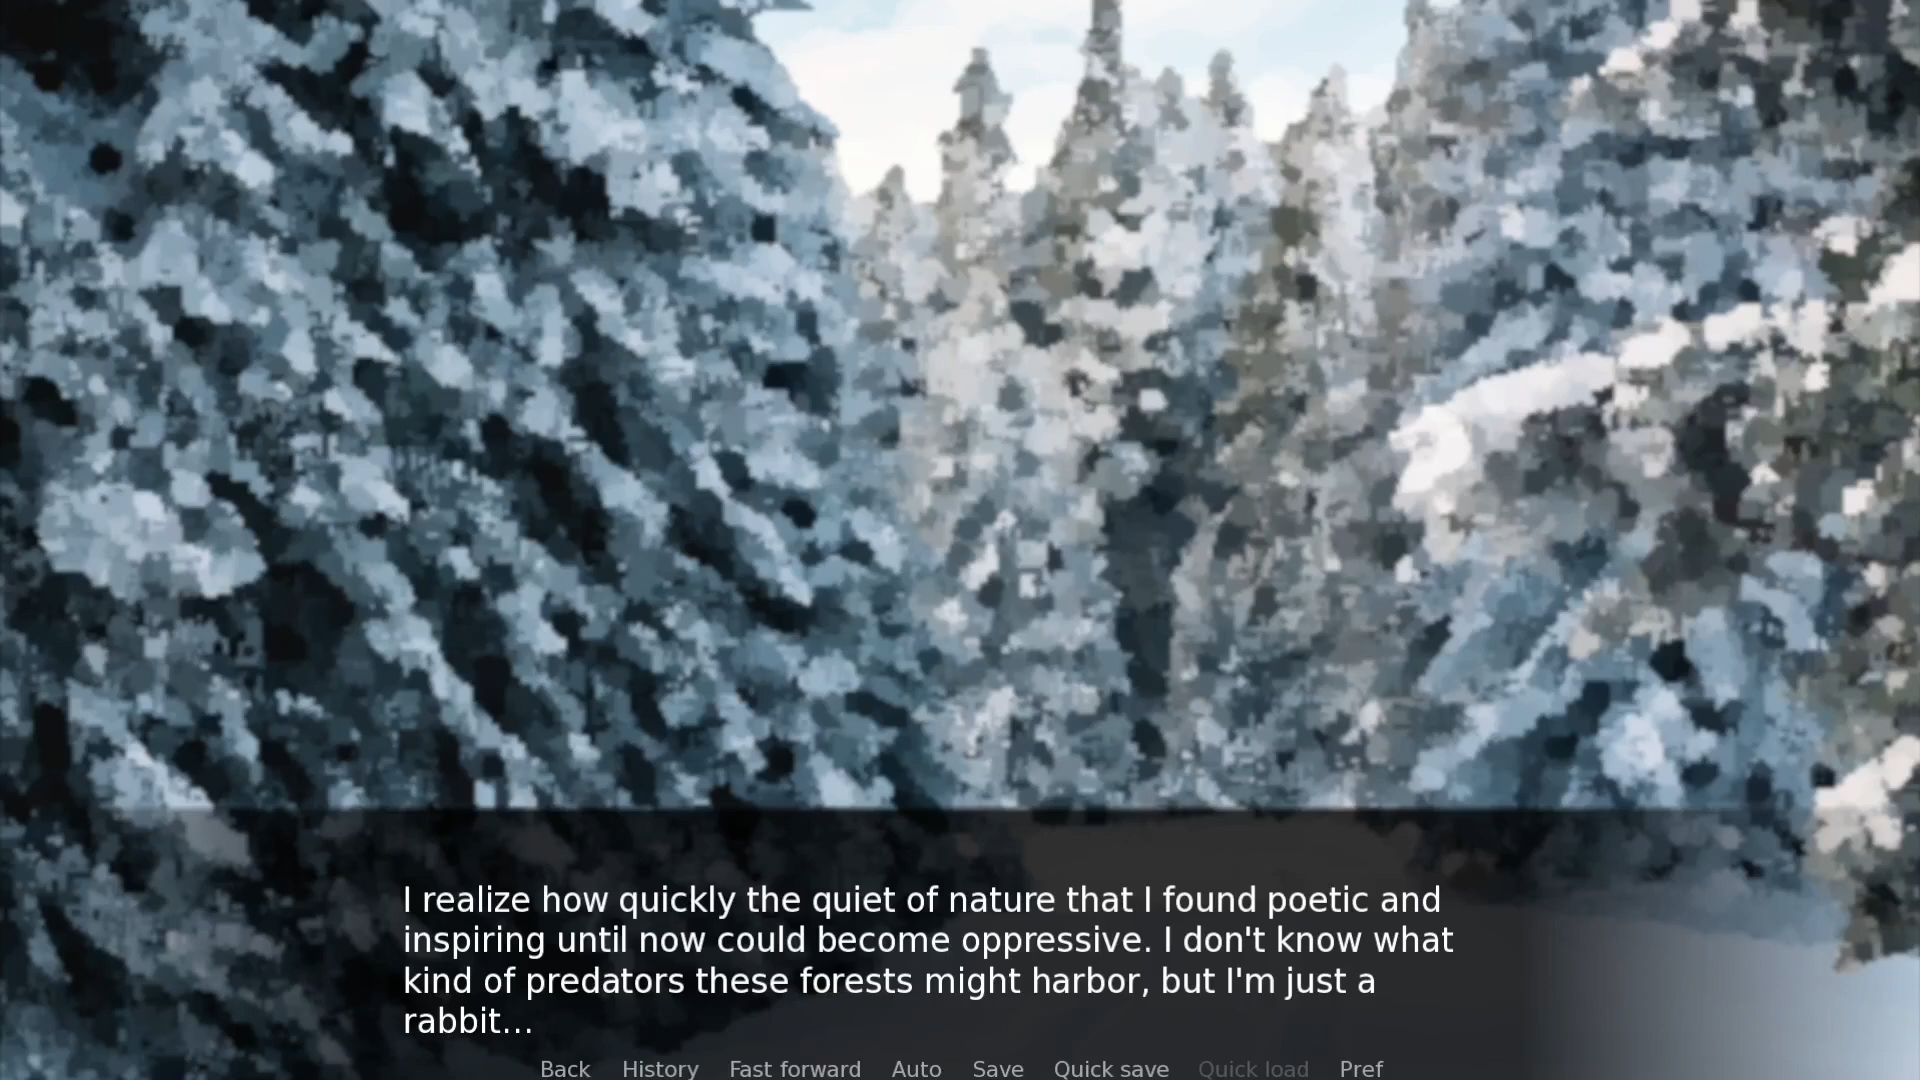 I realize how quickly the quiet of nature that I found poetic and
inspiring until now could become oppressive. I don't know what
kind of predators these forests might harbor, but I'm just a
rabbit...
Back History Fast forward Auto Save Quick save Quick load Pref